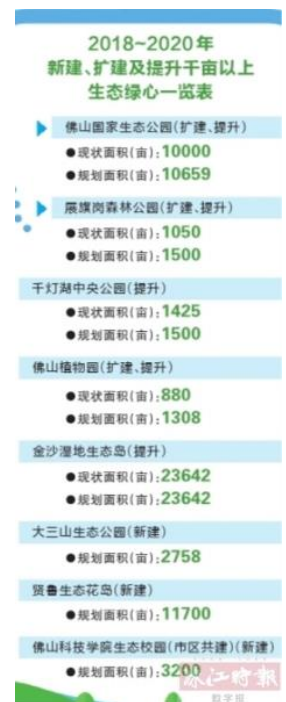 2018~2020年
新建、扩建及提升千亩以上
生态绿心一览表
佛山国家生态公园(扩建、提升)
●现状面积(亩):10000
●规划面积(亩):10659
展旗岗森林公园(扩建、提升)
●现状面积(亩):1050
●规划面积(亩):1500
千灯湖中央公园(提升)
●现状面积(亩):1425
●规划面积(亩):1500
佛山植物园(扩建、提升)
●现状面积(亩):880
●规划面积(亩):1308
金沙湿地生态岛(提升)
●现状面积(亩):23642
●规划面积(亩):23642
大三山生态公园(新建)
●规划面积(亩):2758
贤鲁生态花岛(新建)
●规划面积(亩):11700
佛山科技学院生态校园(市区共建)(新建)
●规划面积(亩):3200
珠江時報
数字报